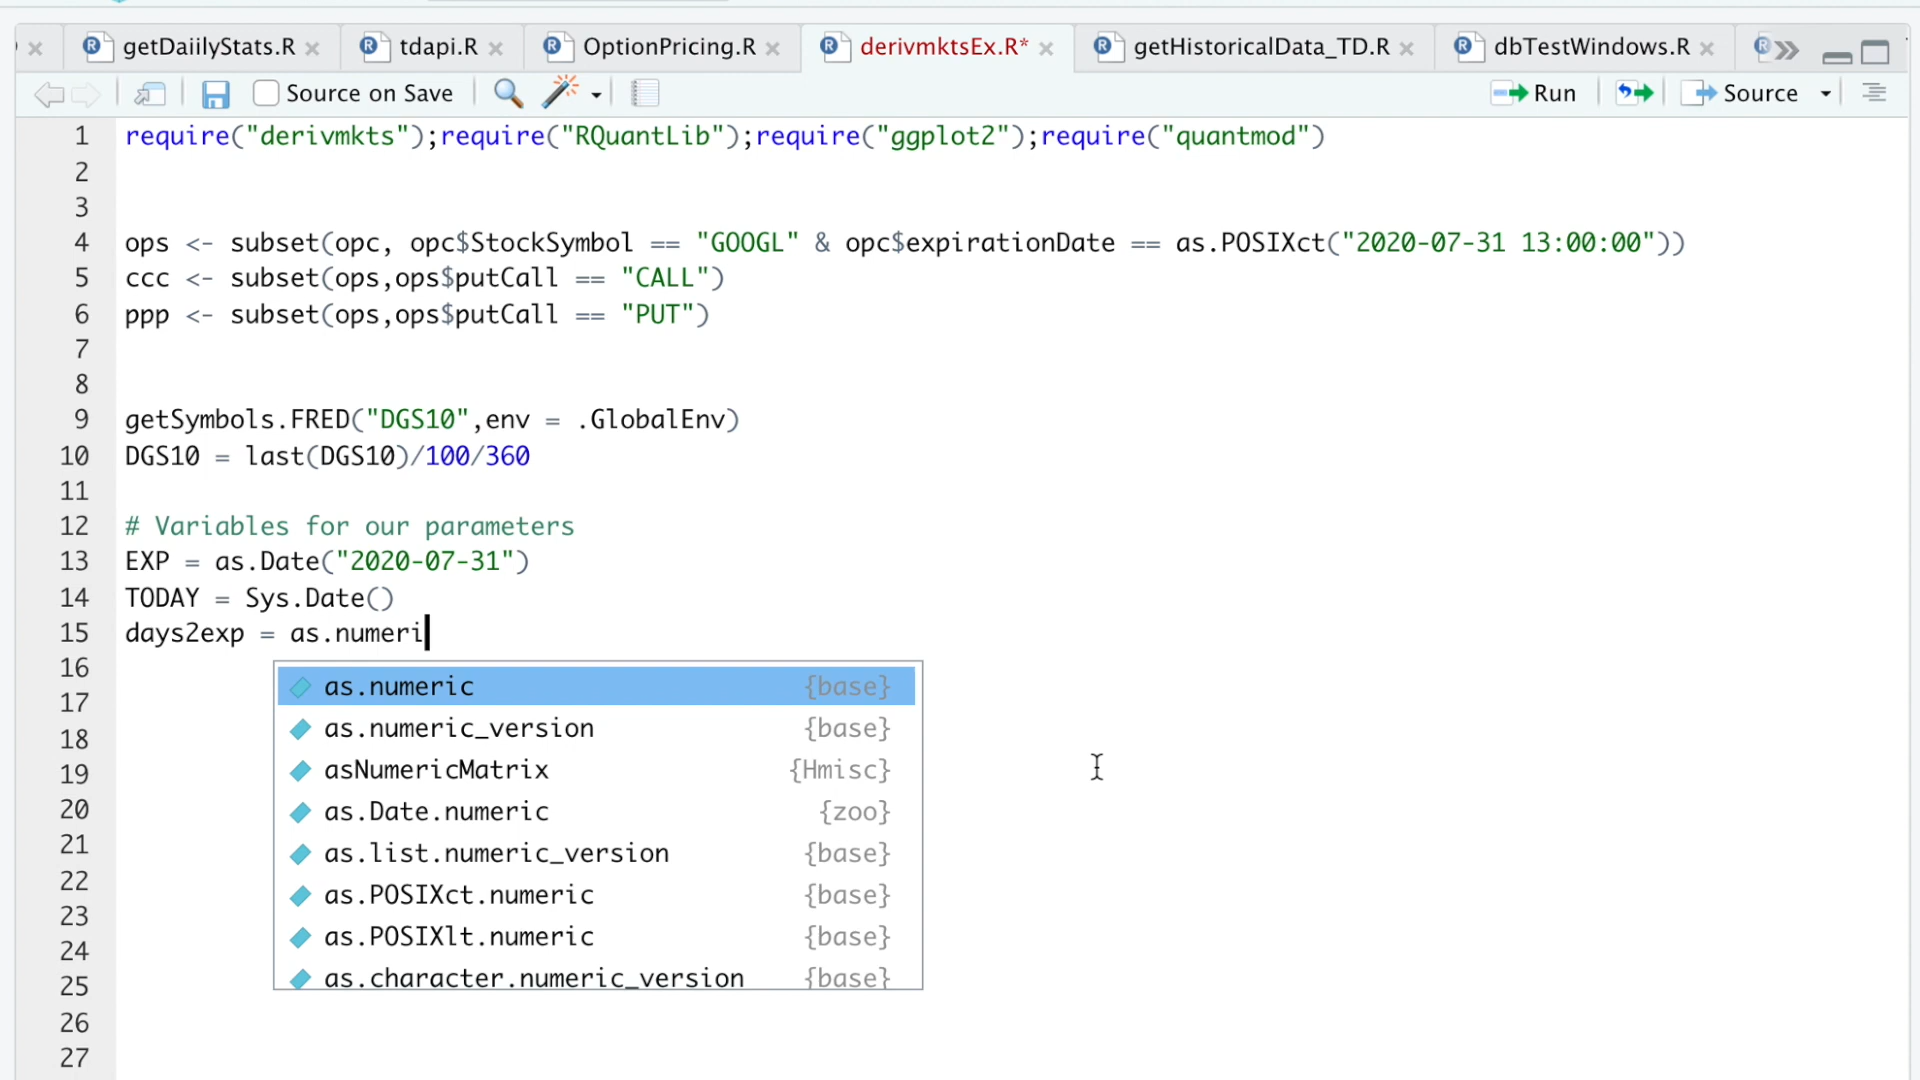 getDaiilyStats.R tdapi.R OptionPricing.R derivmktsEx.R* getHistoricalData_TD.R dbTestWindows.R
Source on Save Run Source
1 require("derivmkts");require("RQuantLib");require("ggplot2");require("quantmod")
2
3
4 ops <- subset(opc, opc$StockSymbol == "GOOGL" & opc$expirationDate == as.POSIXct("2020-07-31 13:00:00"))
5 ccc <- subset(ops,ops$putCall == "CALL")
6 ppp <- subset(ops,ops$putCall == "PUT")
7
8
9 getSymbols.FRED("DGS10",env = .GlobalEnv)
10 DGS10 = last(DGS10)/100/360
11
12 # Variables for our parameters
13 EXP = as.Date("2020-07-31")
14 TODAY = Sys.Date()
15 days2exp = as.numeri
16
as.numeric {base}
17
as.numeric_version {base}
18
asNumericMatrix {Hmisc}
19
as.Date.numeric {zoo}
20
as.list.numeric_version {base}
21
22
as.POSIXct.numeric {base}
23
as.POSIXlt.numeric {base}
24
as.character.numeric_version {base}
25
26
27